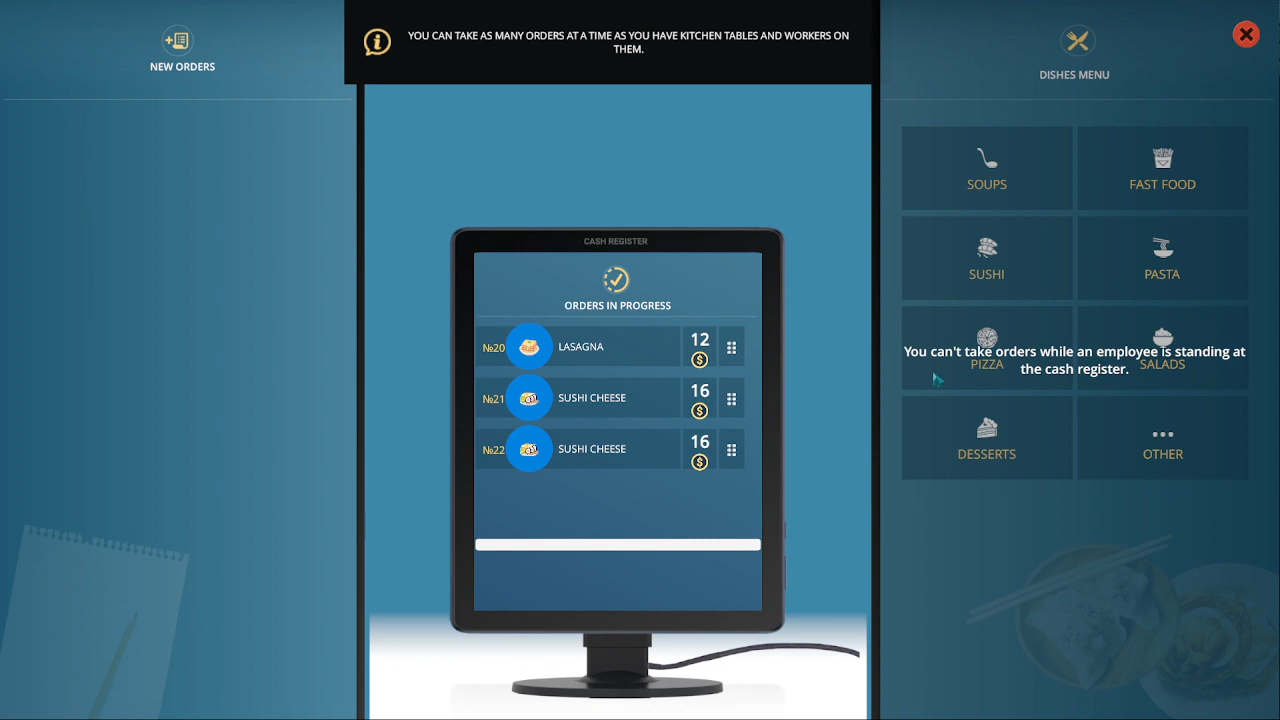 NEW ORDERS
YOU CAN TAKE AS MANY ORDERS AT A TIME AS YOU HAVE KITCHEN TABLES AND WORKERS ON
THEM.
DISHES MENU
CASH REGISTER
ORDERS IN PROGRESS
№20 LASAGNA 12
№21 SUSHI CHEESE 16
№22 SUSHI CHEESE 16
SOUPS
FAST FOOD
SUSHI
PASTA
PIZZA
SALADS
You can't take orders while an employee is standing at
the cash register.
DESSERTS
OTHER